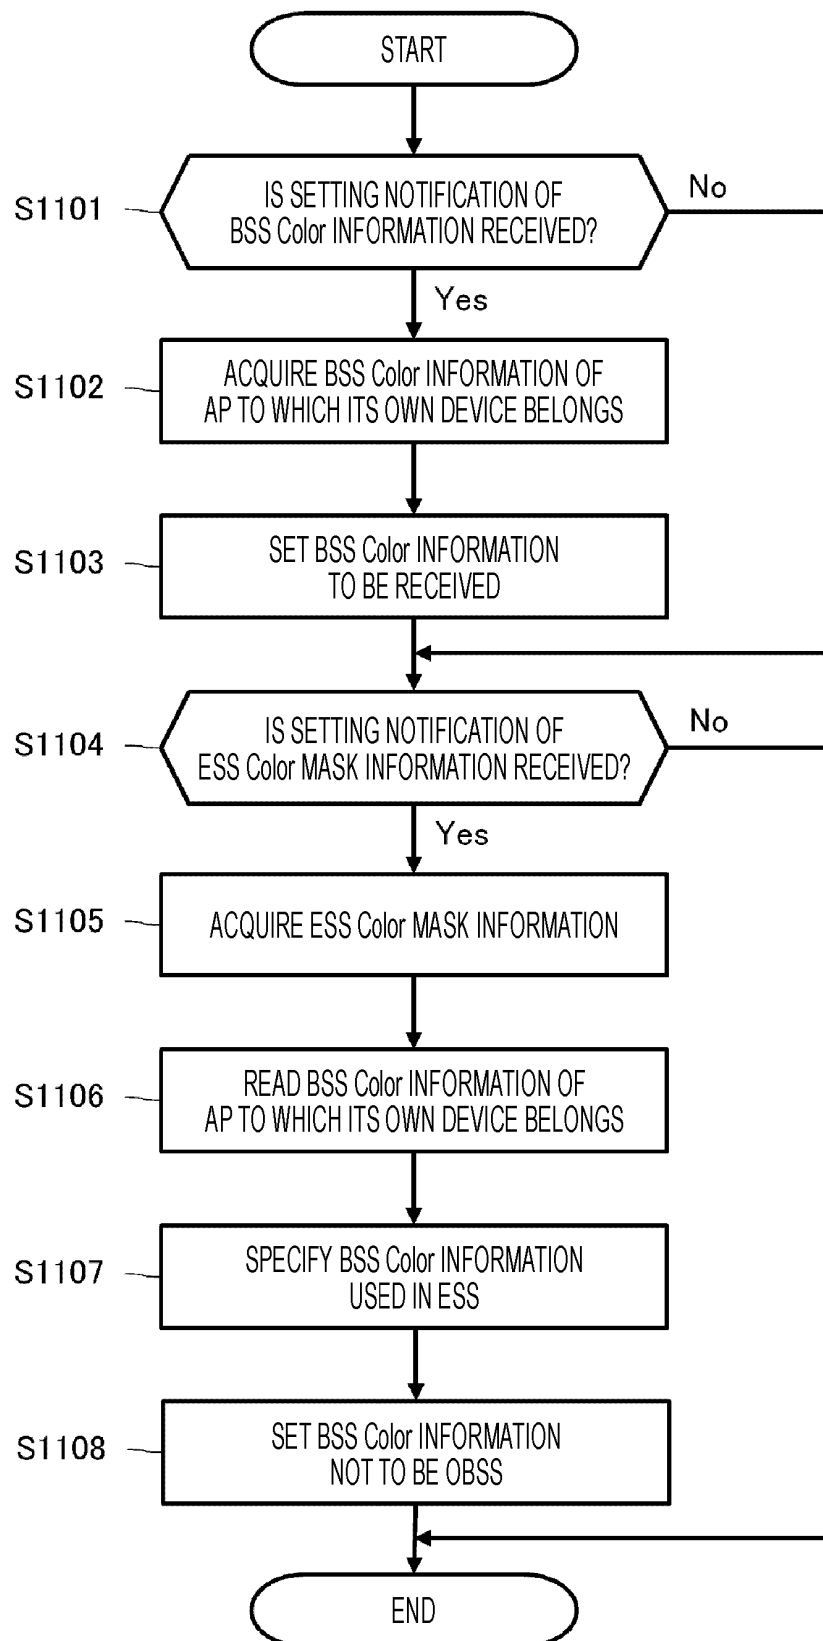 START
S1101
IS SETTING NOTIFICATION OF
BSS Color INFORMATION RECEIVED?
No
Yes
S1102
ACQUIRE BSS Color INFORMATION OF
AP TO WHICH ITS OWN DEVICE BELONGS
S1103
SET BSS Color INFORMATION
TO BE RECEIVED
S1104
IS SETTING NOTIFICATION OF
ESS Color MASK INFORMATION RECEIVED?
No
Yes
S1105
ACQUIRE ESS Color MASK INFORMATION
S1106
READ BSS Color INFORMATION OF
AP TO WHICH ITS OWN DEVICE BELONGS
S1107
SPECIFY BSS Color INFORMATION
USED IN ESS
S1108
SET BSS Color INFORMATION
NOT TO BE OBSS
END